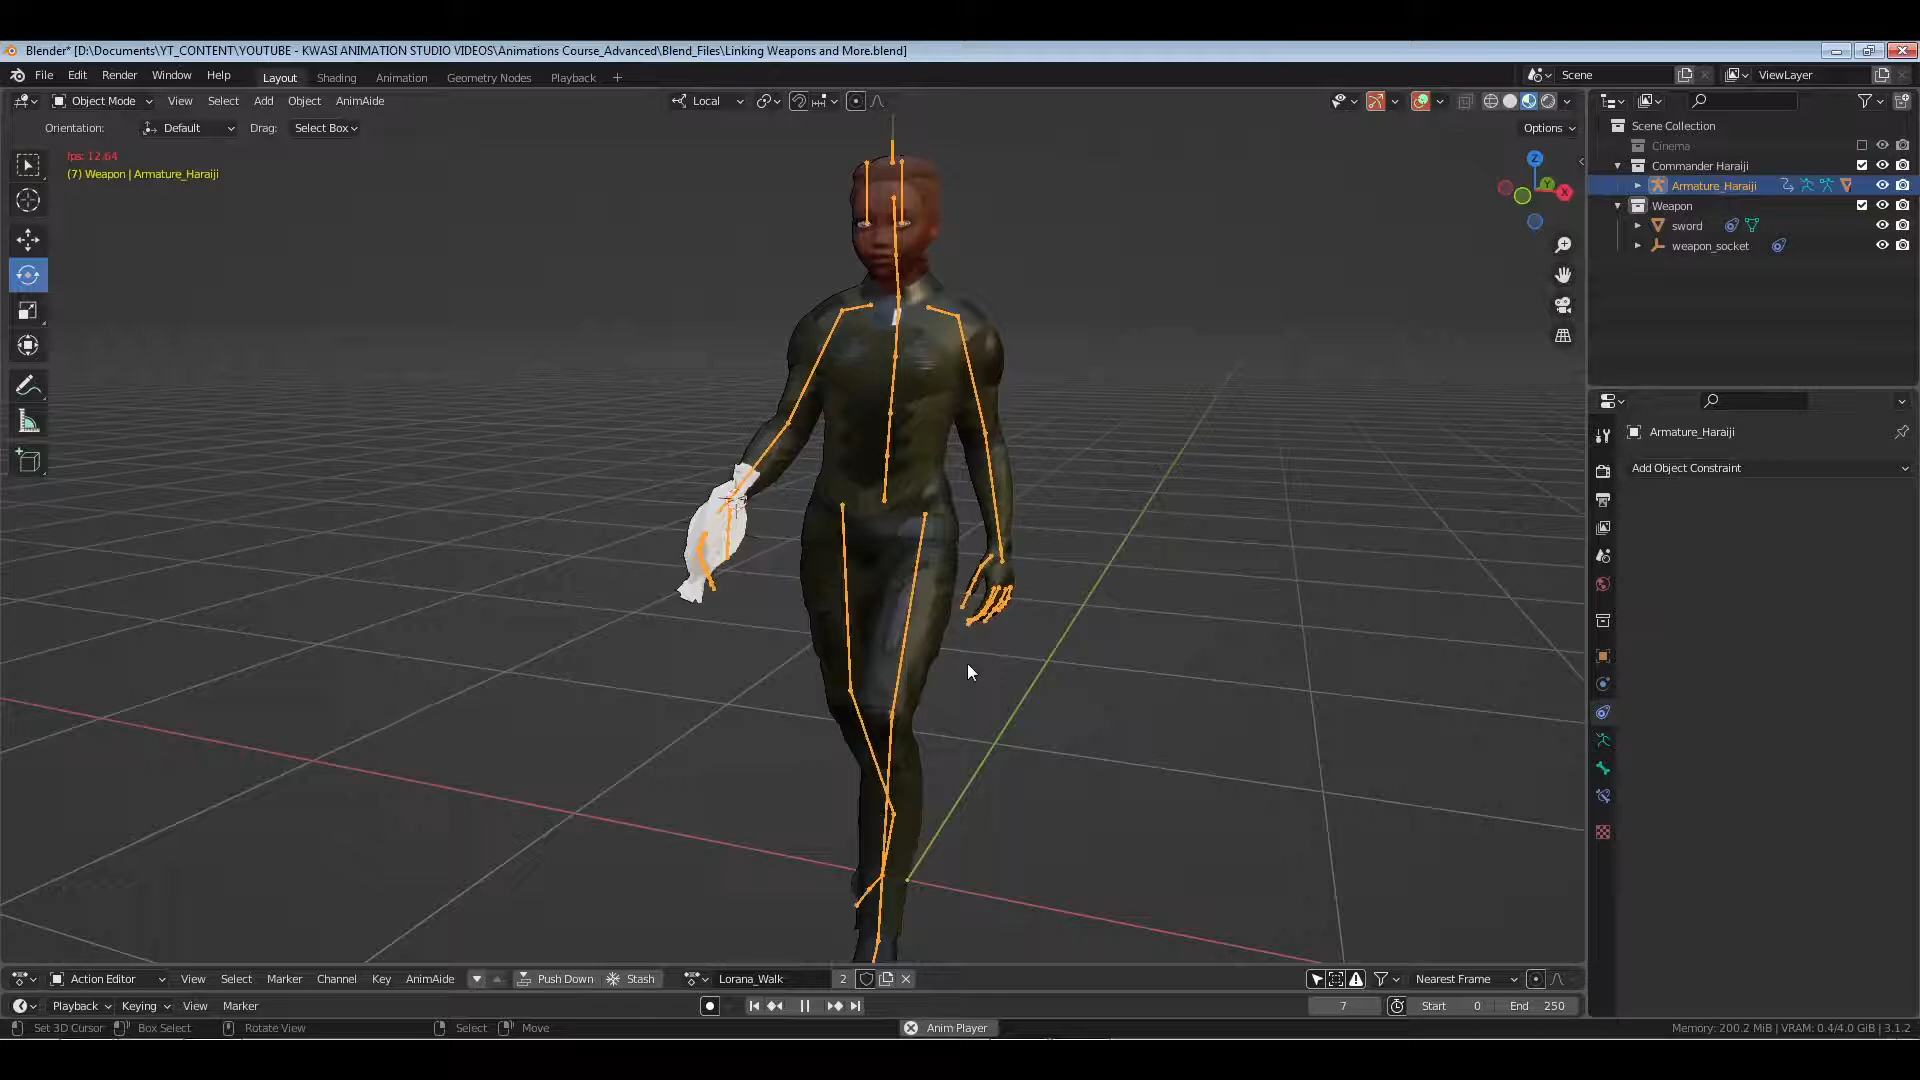 Blender* [D:\Documents\YT_CONTENT\YOUTUBE - KWASI ANIMATION STUDIO VIDEOS\Animations Course_Advanced\Blend_Files\Linking Weapons and More.blend]
File Edit Render Window Help Layout Shading Animation Geometry Nodes Playback + Scene ViewLayer
Object Mode View Select Add Object AnimAide Local
Orientation: Default Drag: Select Box Options
fps: 12.64
(7) Weapon | Armature_Haraiji
Z
Y
X
Scene Collection
Cinema
Commander Haraiji
Armature_Haraiji
Weapon
sword
weapon_socket
Armature_Haraiji
Add Object Constraint
Action Editor View Select Marker Channel Key AnimAide Push Down Stash Lorana_Walk 2 Nearest Frame
Playback Keying View Marker 7 Start 0 End 250
Set 3D Cursor Box Select Rotate View Select Move Anim Player Memory: 200.2 MiB | VRAM: 0.4/4.0 GiB | 3.1.2